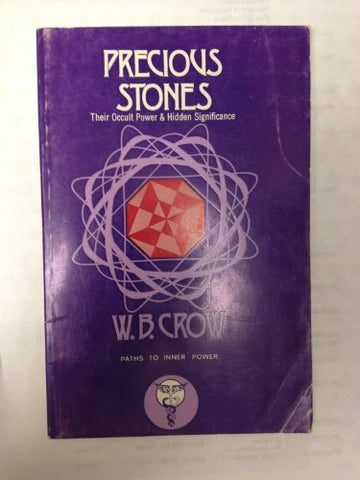 PRECIOUS
STONES
Their Occult Power & Hidden Significance
W.B. CROW
PATHS TO INNER POWER